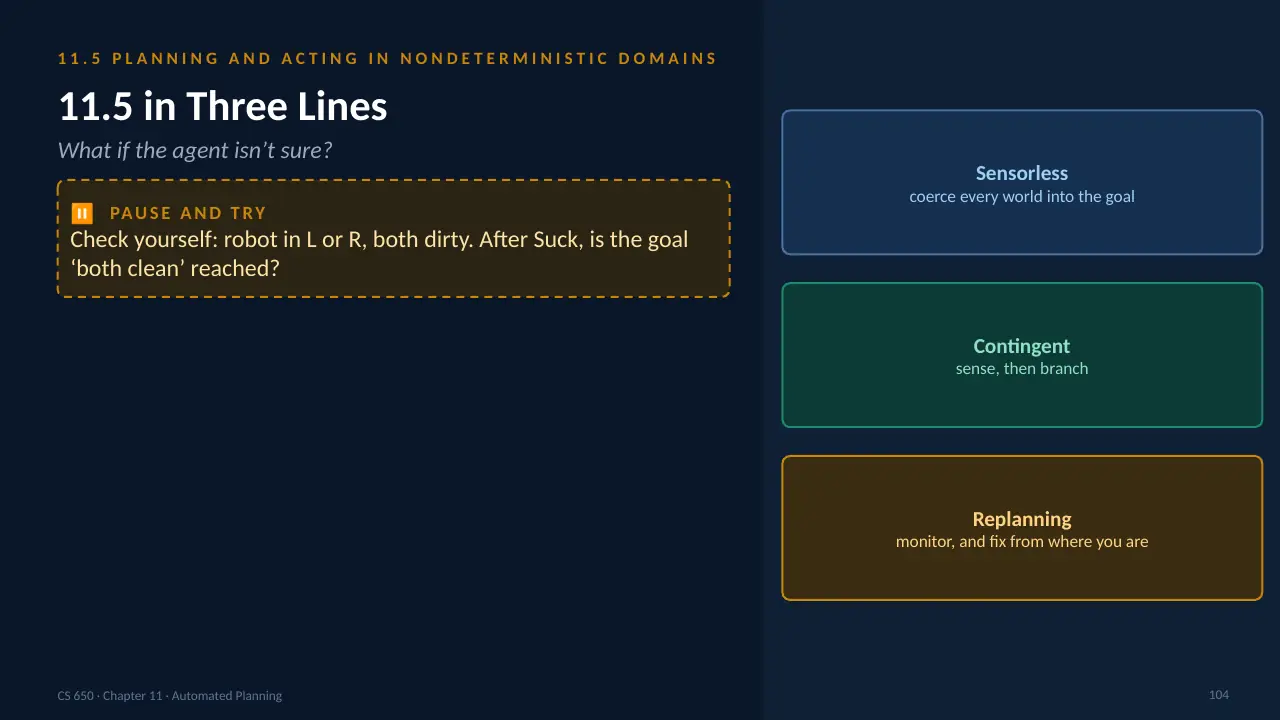 11.5 PLANNING AND ACTING IN NONDETERMINISTIC DOMAINS
11.5 in Three Lines
What if the agent isn’t sure?
⏸ PAUSE AND TRY
Check yourself: robot in L or R, both dirty. After Suck, is the goal
‘both clean’ reached?
Sensorless
coerce every world into the goal
Contingent
sense, then branch
Replanning
monitor, and fix from where you are
CS 650 · Chapter 11 · Automated Planning
104